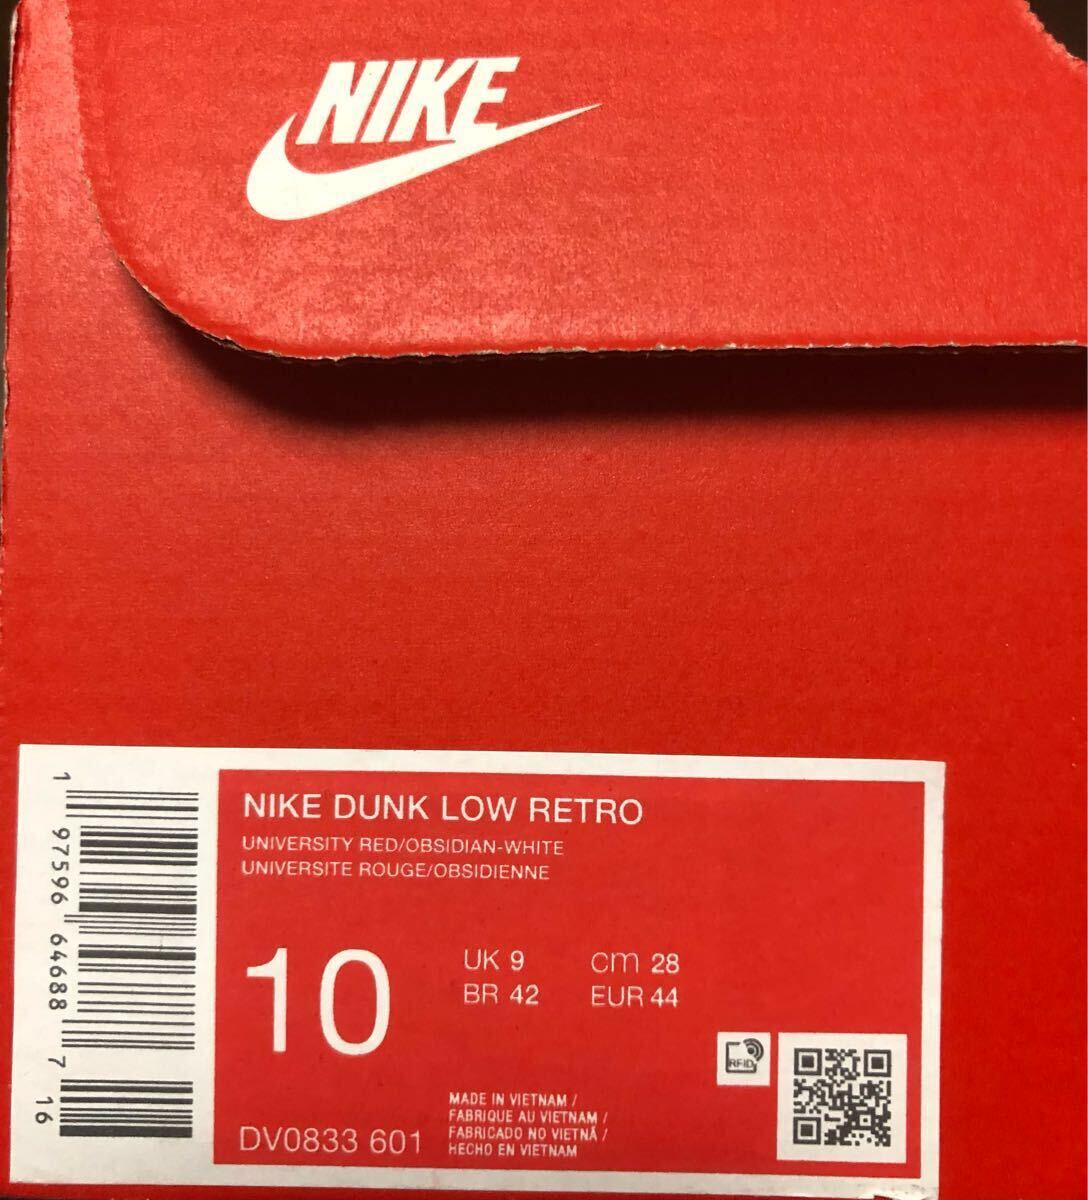 NIKE
NIKE DUNK LOW RETRO
UNIVERSITY RED/OBSIDIAN-WHITE
UNIVERSITE ROUGE/OBSIDIENNE
10
UK 9
cm 28
BR 42
EUR 44
RFID
MADE IN VIETNAM /
FABRIQUE AU VIETNAM /
FABRICADO NO VIETNÃ /
HECHO EN VIETNAM
DV0833 601
1 97596 64688 7 16